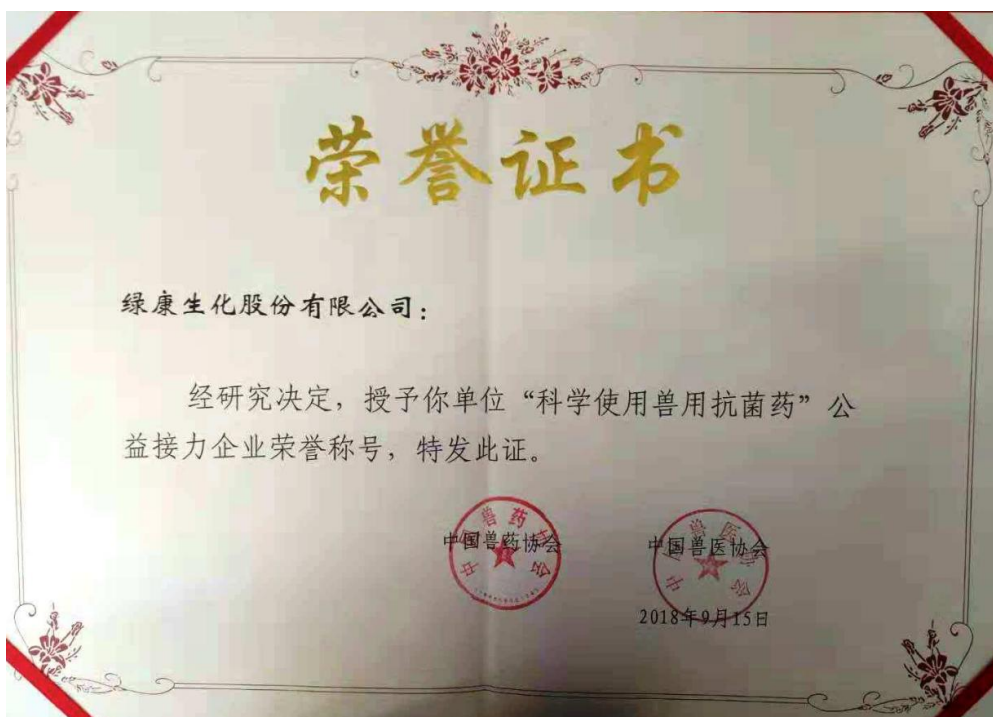 荣誉证书
绿康生化股份有限公司：
经研究决定，授予你单位“科学使用兽用抗菌药”公
益接力企业荣誉称号，特发此证。
中国兽药协会
中国兽医协会
2018年9月15日